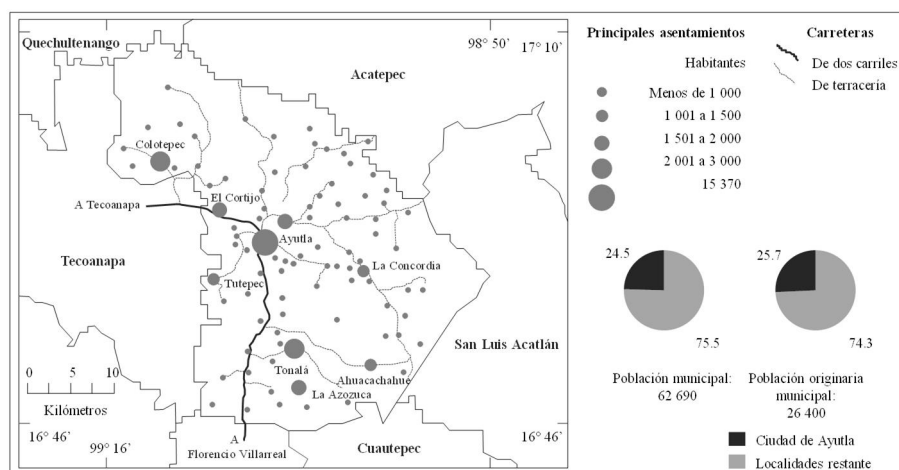 Quechultenango
98° 50’
17° 10’
Acatepec
Colotepec
El Cortijo
A Tecoanapa
Ayutla
Tecoanapa
La Concordia
Tutepec
San Luis Acatlán
Tonalá
Ahuacachahue
La Azozuca
0 5 10
Kilómetros
16° 46’
99° 16’
A
Florencio Villarreal
Cuautepec
16° 46’
98° 50’
Principales asentamientos
Habitantes
Menos de 1 000
1 001 a 1 500
1 501 a 2 000
2 001 a 3 000
15 370
Carreteras
De dos carriles
De terracería
24.5
75.5
Población municipal:
62 690
25.7
74.3
Población originaria
municipal:
26 400
Ciudad de Ayutla
Localidades restante